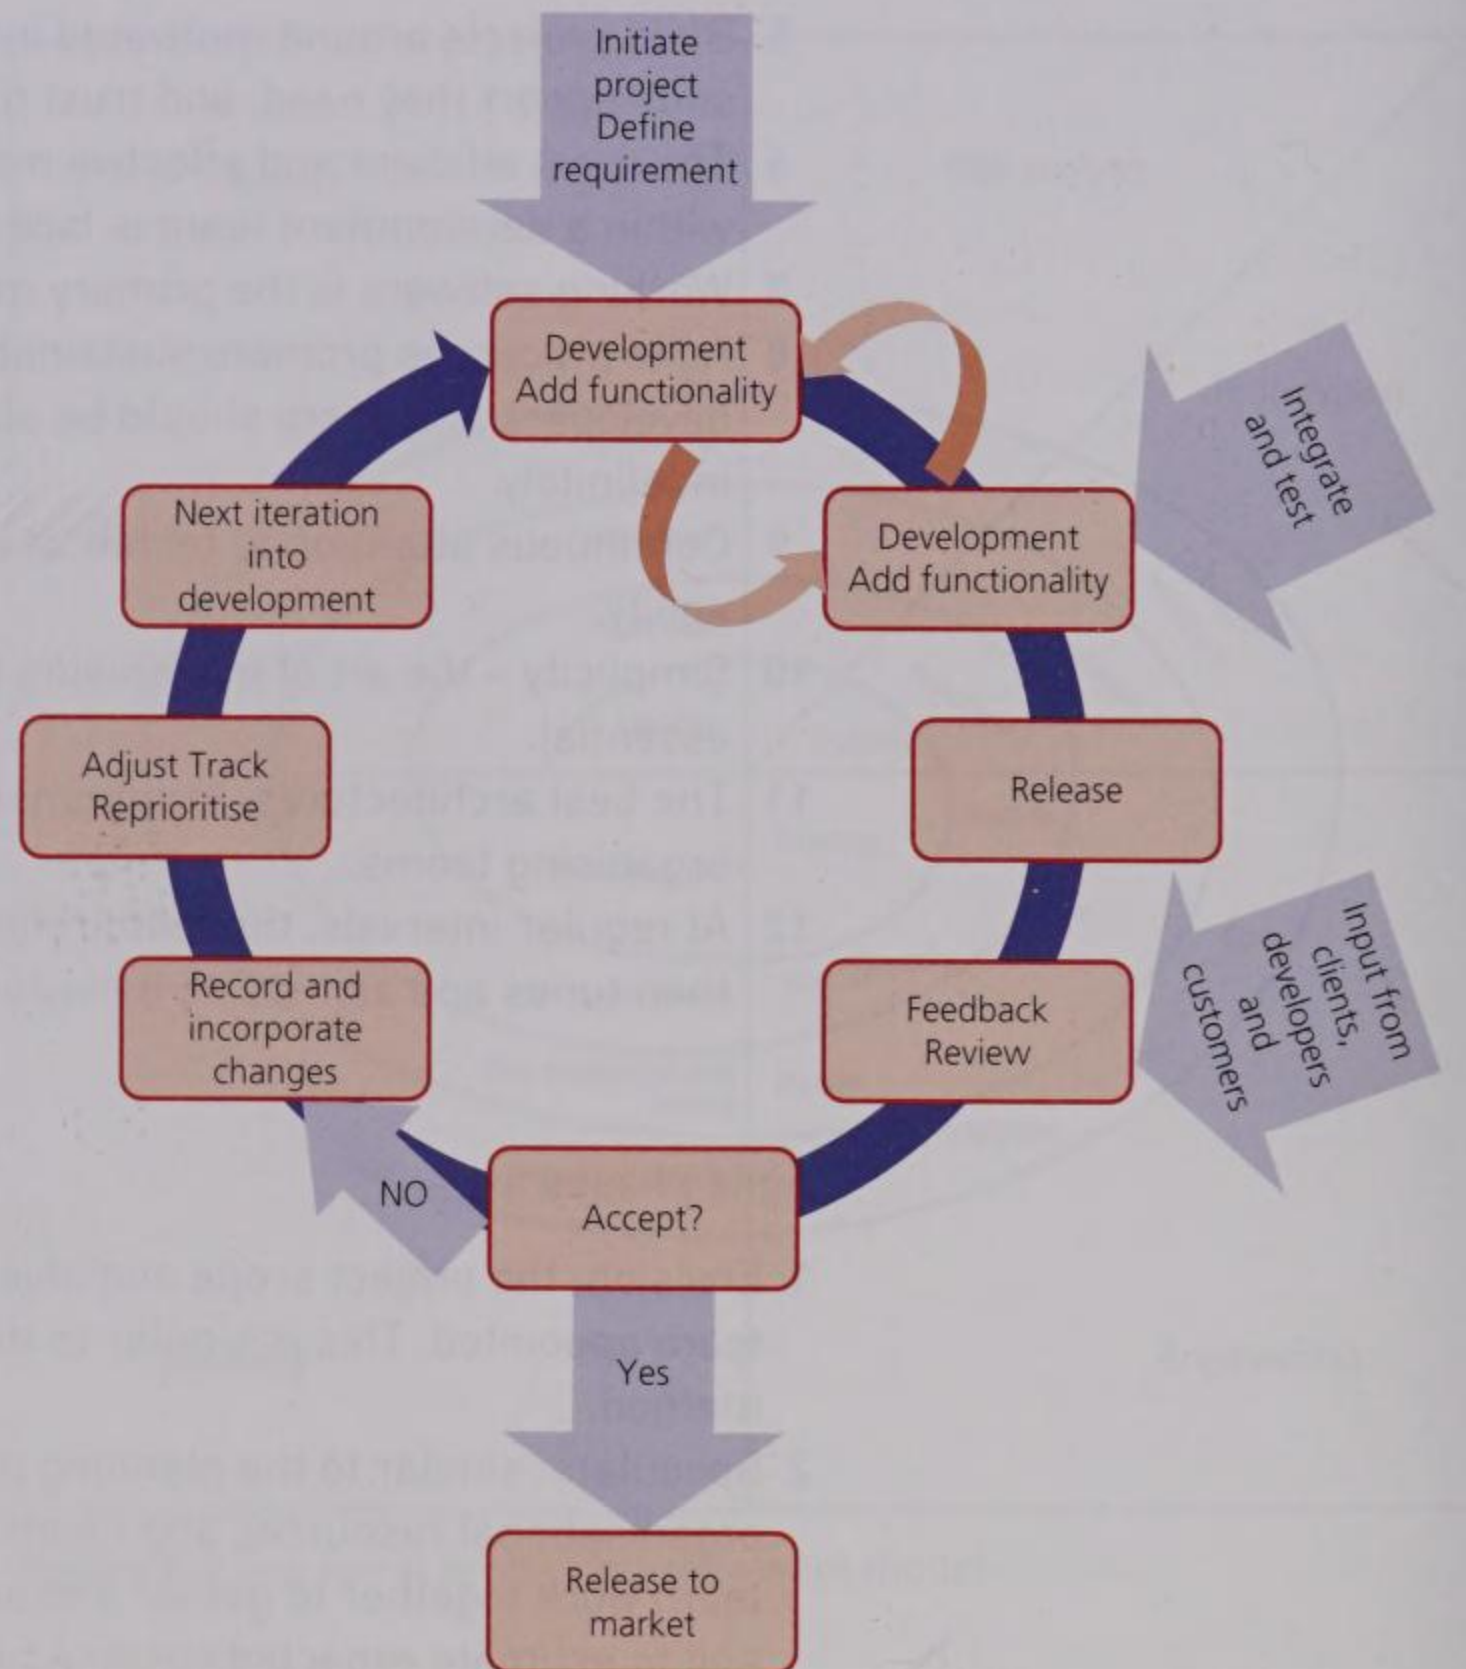 Initiate
project
Define
requirement
Development
Add functionality
Integrate
and test
Development
Add functionality
Release
Input from
clients,
developers
and
customers
Feedback
Review
Accept?
NO
Record and
incorporate
changes
Adjust Track
Reprioritise
Next iteration
into
development
Yes
Release to
market